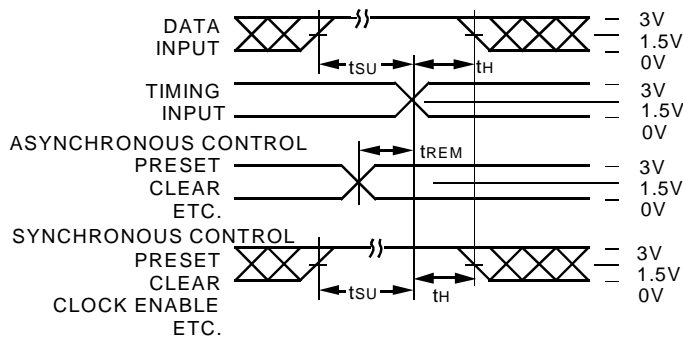 DATA
INPUT
tSU
tH
3V
1.5V
0V
TIMING
INPUT
3V
1.5V
0V
ASYNCHRONOUS CONTROL
PRESET
CLEAR
ETC.
tREM
3V
1.5V
0V
SYNCHRONOUS CONTROL
PRESET
CLEAR
CLOCK ENABLE
ETC.
tSU
tH
3V
1.5V
0V